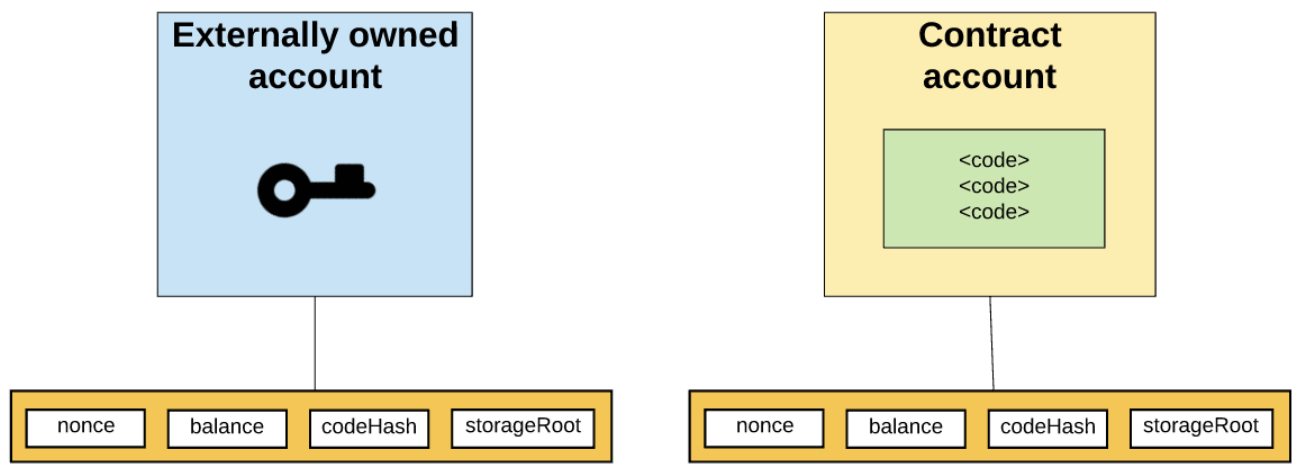 Externally owned
account
Contract
account
<code>
<code>
<code>
nonce
balance
codeHash
storageRoot
nonce
balance
codeHash
storageRoot